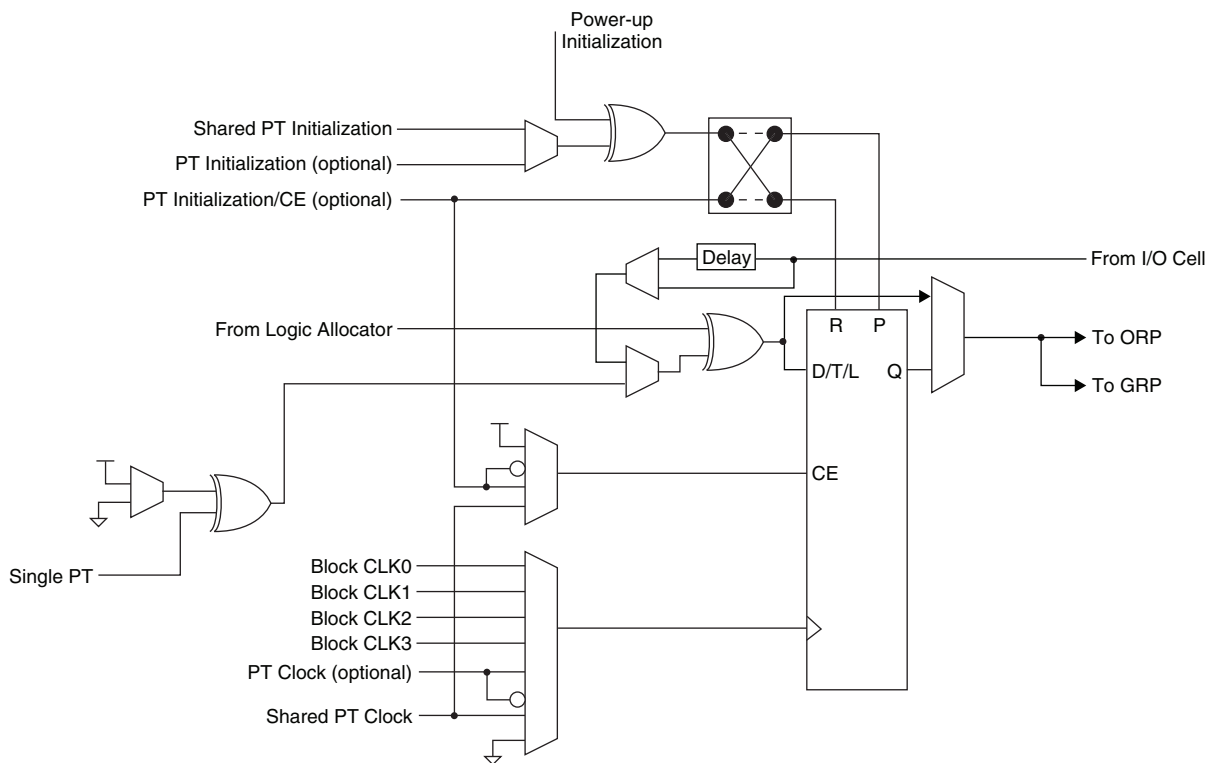 Power-up
Initialization
Shared PT Initialization
PT Initialization (optional)
PT Initialization/CE (optional)
Delay
From I/O Cell
From Logic Allocator
R
P
To ORP
D/T/L
Q
To GRP
CE
Single PT
Block CLK0
Block CLK1
Block CLK2
Block CLK3
PT Clock (optional)
Shared PT Clock